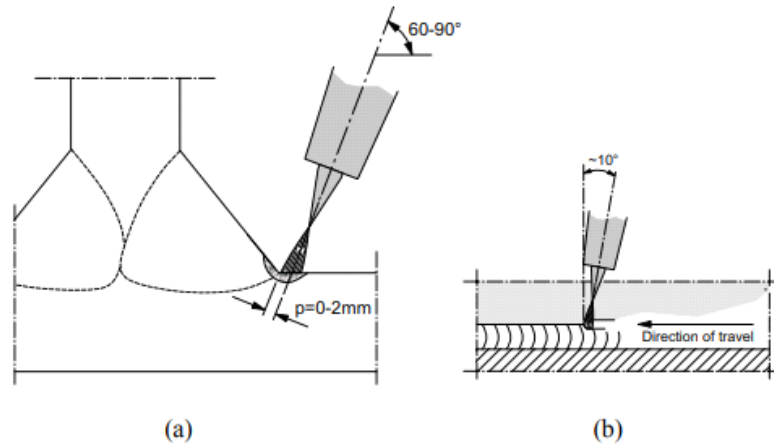 60-90°
~10°
p=0-2mm
Direction of travel
(a)
(b)